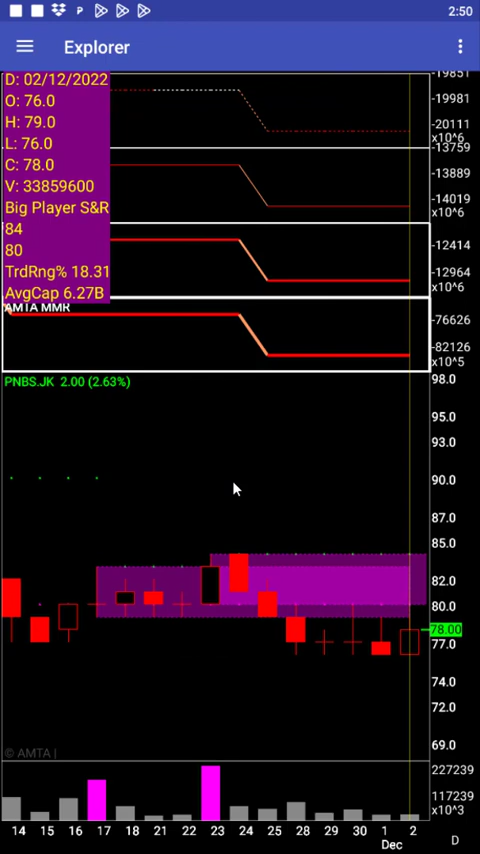 2:50
Explorer
D: 02/12/2022
O: 76.0
H: 79.0
L: 76.0
C: 78.0
V: 33859600
Big Player S&R
84
80
TrdRng% 18.31
AvgCap 6.27B
-19851
-19981
-20111
x10^6
-13759
-13889
-14019
x10^6
-12414
-12964
x10^6
AMTA MMR
-76626
-82126
x10^5
PNBS.JK 2.00 (2.63%)
98.0
95.0
93.0
90.0
87.0
85.0
82.0
80.0
78.00
77.0
74.0
72.0
69.0
© AMTA |
227239
117239
x10^3
14 15 16 17 18 21 22 23 24 25 28 29 30 1 2
Dec
D